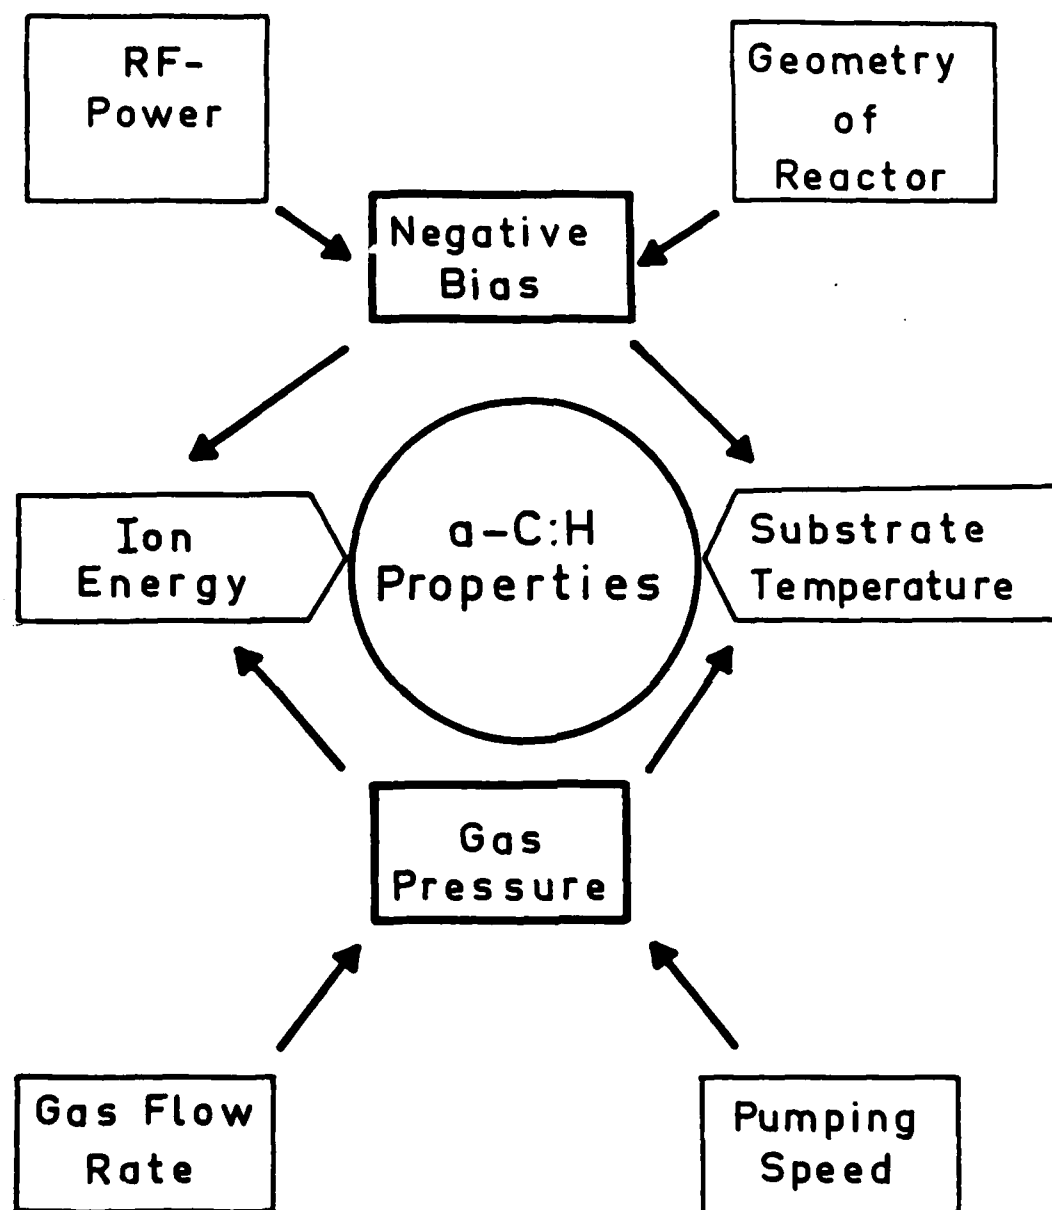 RF-
Power
Geometry
of
Reactor
Negative
Bias
Ion
Energy
a-C:H
Properties
Substrate
Temperature
Gas
Pressure
Gas Flow
Rate
Pumping
Speed